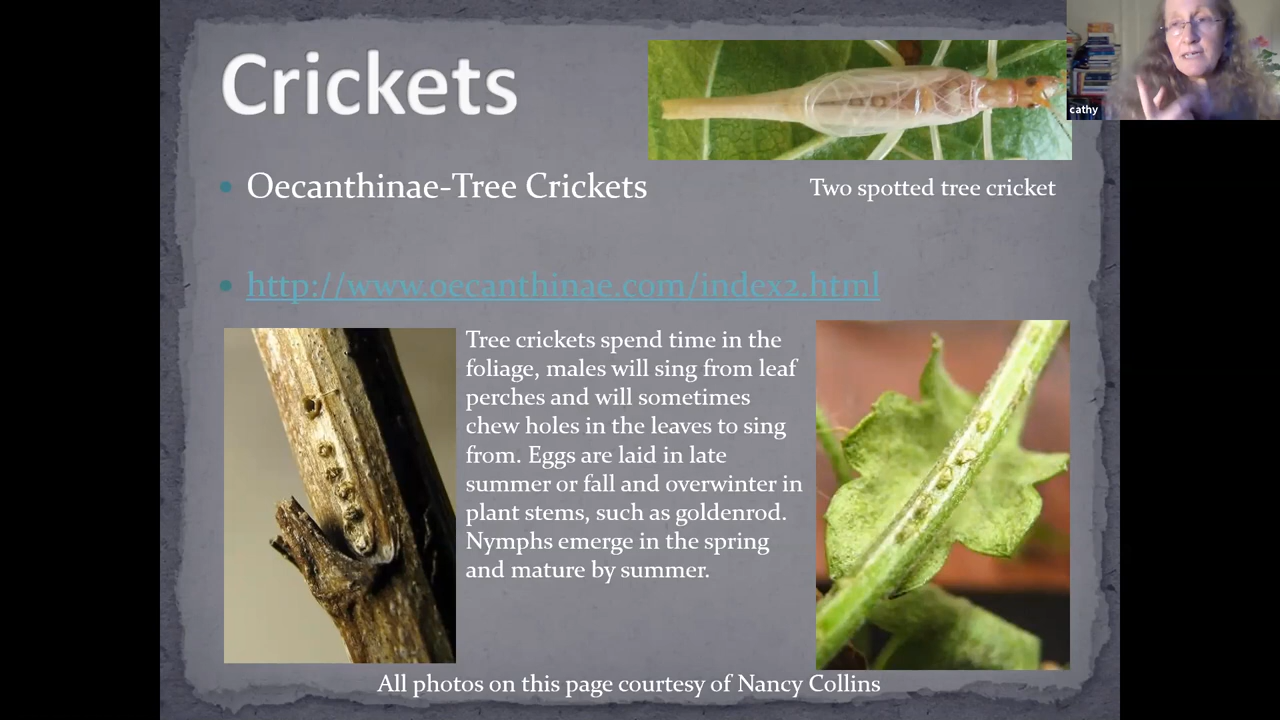 Crickets
cathy
Oecanthinae-Tree Crickets
Two spotted tree cricket
http://www.oecanthinae.com/index2.html
Tree crickets spend time in the
foliage, males will sing from leaf
perches and will sometimes
chew holes in the leaves to sing
from. Eggs are laid in late
summer or fall and overwinter in
plant stems, such as goldenrod.
Nymphs emerge in the spring
and mature by summer.
All photos on this page courtesy of Nancy Collins